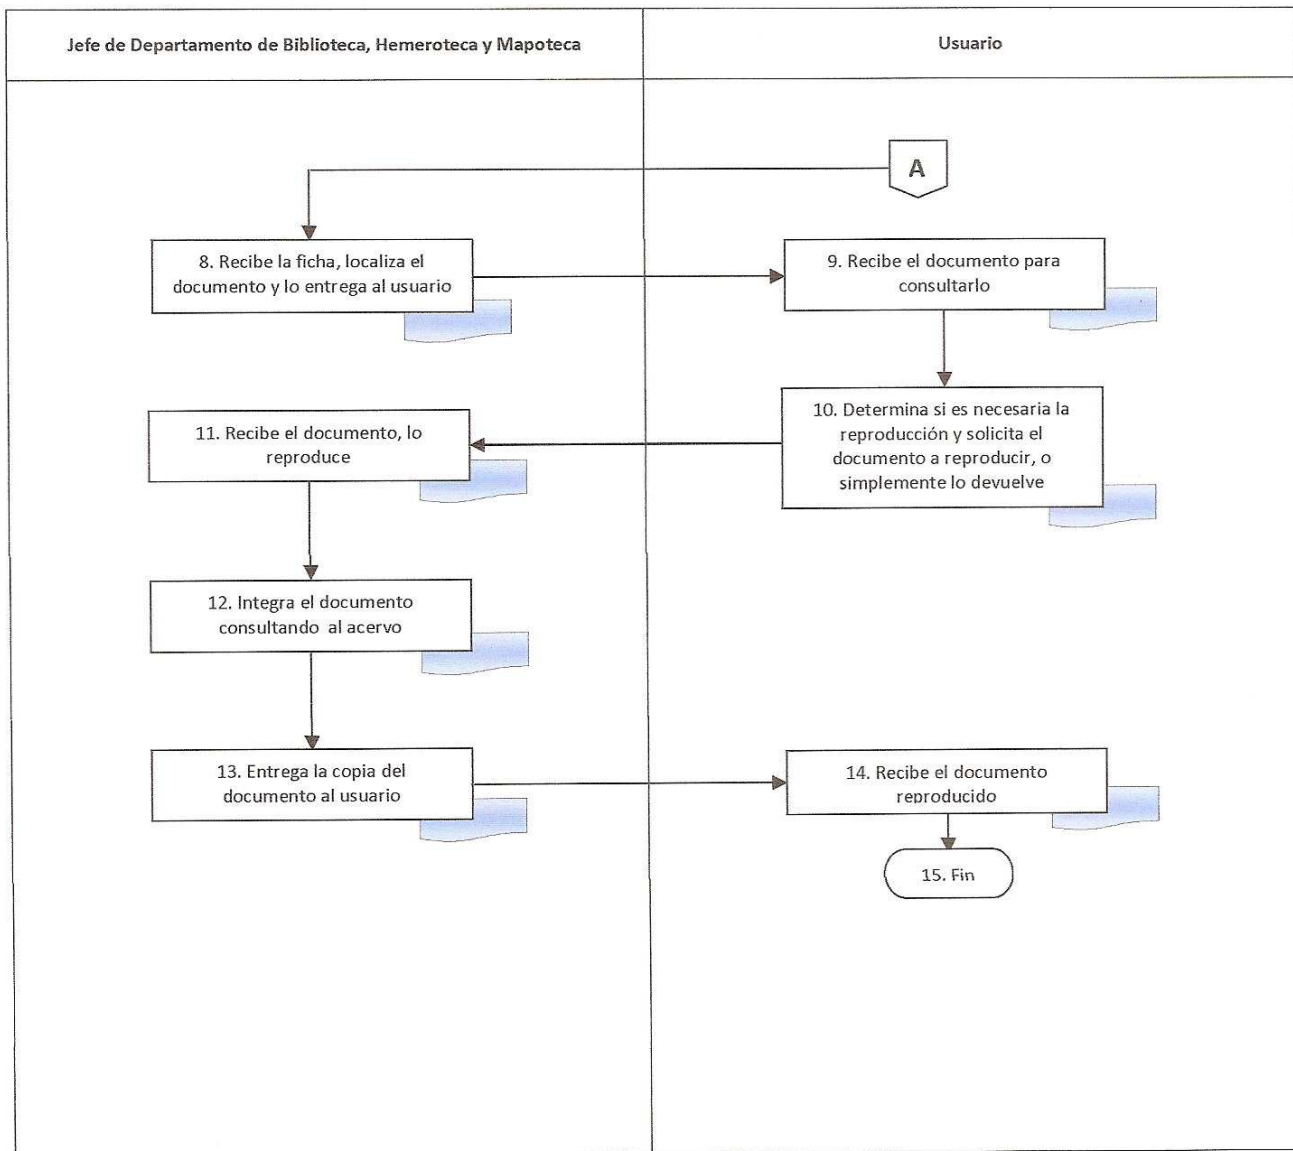 Jefe de Departamento de Biblioteca, Hemeroteca y Mapoteca
Usuario
A
8. Recibe la ficha, localiza el
documento y lo entrega al usuario
9. Recibe el documento para
consultarlo
10. Determina si es necesaria la
reproducción y solicita el
documento a reproducir, o
simplemente lo devuelve
11. Recibe el documento, lo
reproduce
12. Integra el documento
consultando al acervo
13. Entrega la copia del
documento al usuario
14. Recibe el documento
reproducido
15. Fin